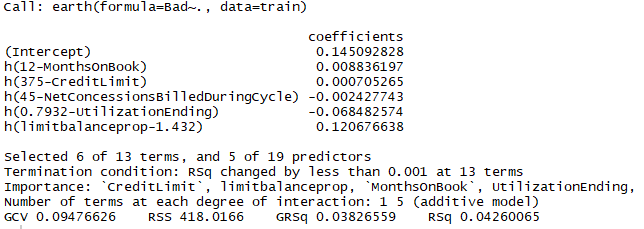 Call: earth(formula=Bad~., data=train)
coefficients
(Intercept) 0.145092828
h(12-MonthsOnBook) 0.008836197
h(375-CreditLimit) 0.000705265
h(45-NetConcessionsBilledDuringCycle) -0.002427743
h(0.7932-UtilizationEnding) -0.068482574
h(limitbalanceprop-1.432) 0.120676638
Selected 6 of 13 terms, and 5 of 19 predictors
Termination condition: RSq changed by less than 0.001 at 13 terms
Importance: `CreditLimit`, limitbalanceprop, `MonthsOnBook`, UtilizationEnding,
Number of terms at each degree of interaction: 1 5 (additive model)
GCV 0.09476626 RSS 418.0166 GRSq 0.03826559 RSq 0.04260065